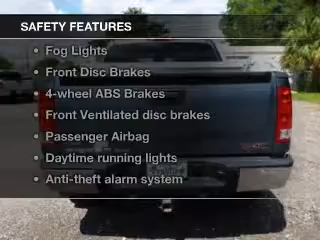 SAFETY FEATURES
• Fog Lights
• Front Disc Brakes
• 4-wheel ABS Brakes
• Front Ventilated disc brakes
• Passenger Airbag
• Daytime running lights
• Anti-theft alarm system
GMC